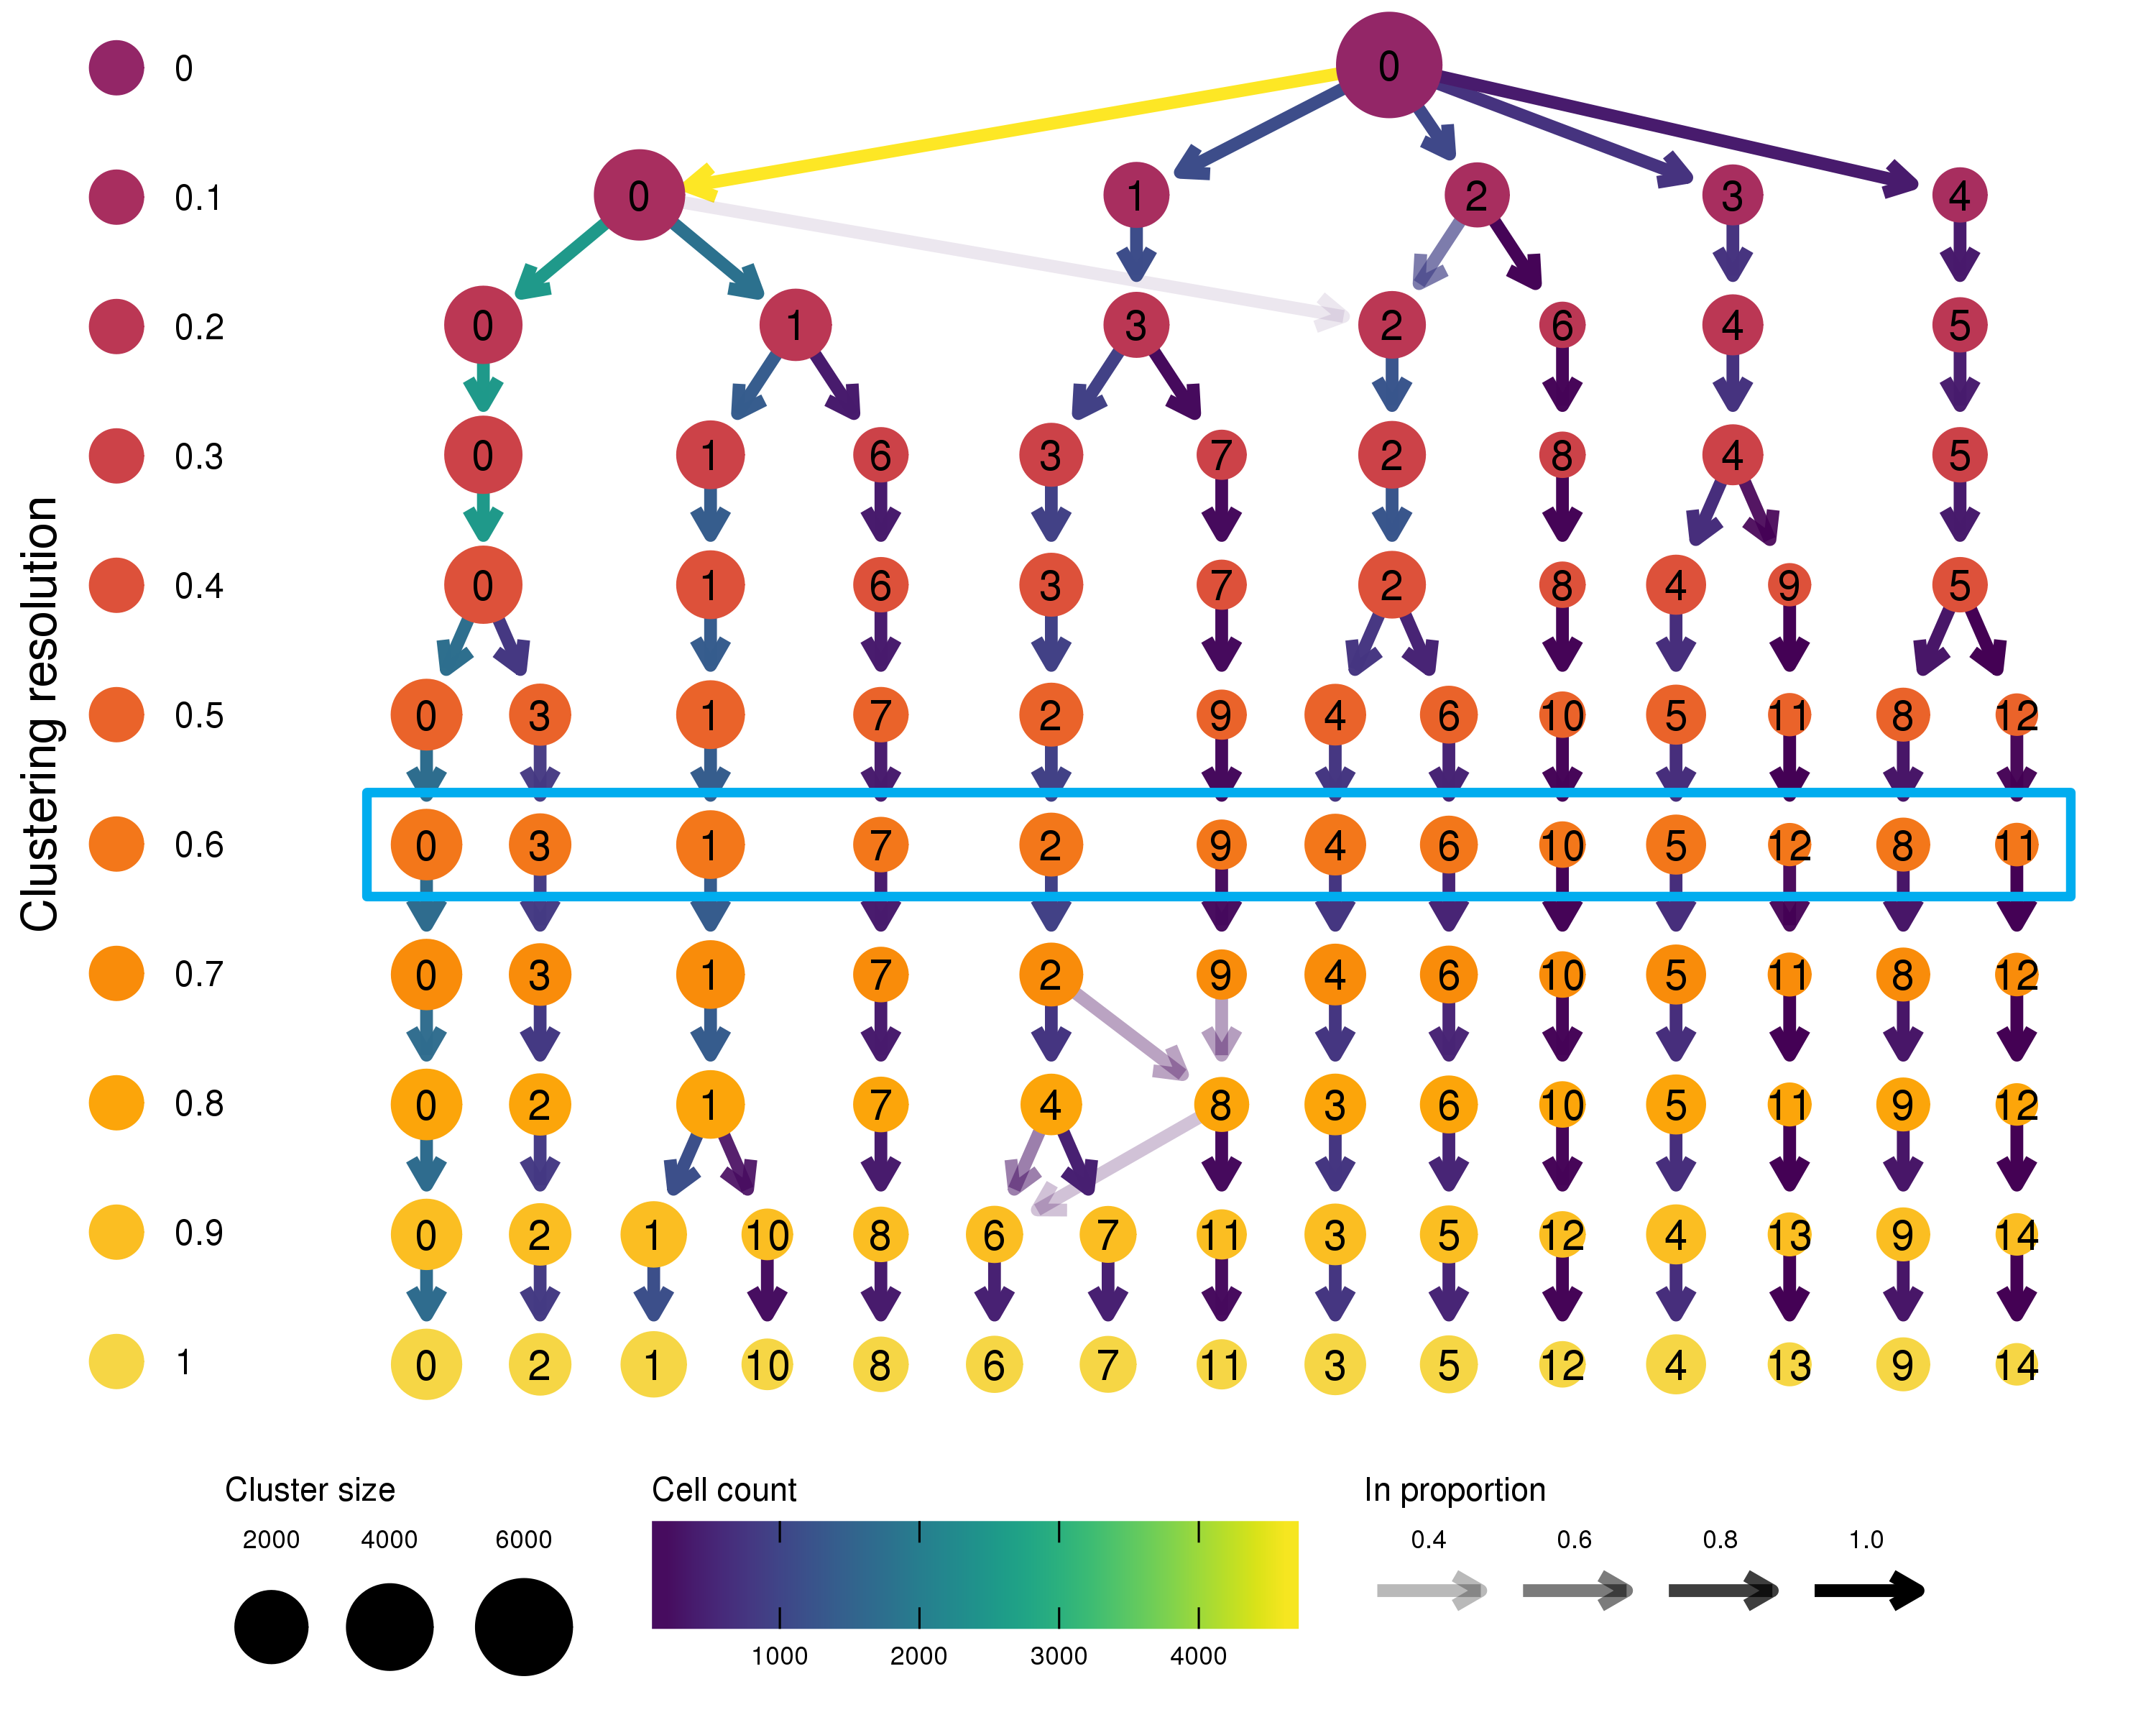 0 0
0.1 0 1 2 3 4
0.2 0 1 3 2 6 4 5
0.3 0 1 6 3 7 2 8 4 5
0.4 0 1 6 3 7 2 8 4 9 5
0.5 0 3 1 7 2 9 4 6 10 5 11 8 12
0.6 0 3 1 7 2 9 4 6 10 5 12 8 11
0.7 0 3 1 7 2 9 4 6 10 5 11 8 12
0.8 0 2 1 7 4 8 3 6 10 5 11 9 12
0.9 0 2 1 10 8 6 7 11 3 5 12 4 13 9 14
1 0 2 1 10 8 6 7 11 3 5 12 4 13 9 14
Clustering resolution
Cluster size
2000 4000 6000
Cell count
1000 2000 3000 4000
In proportion
0.4 0.6 0.8 1.0